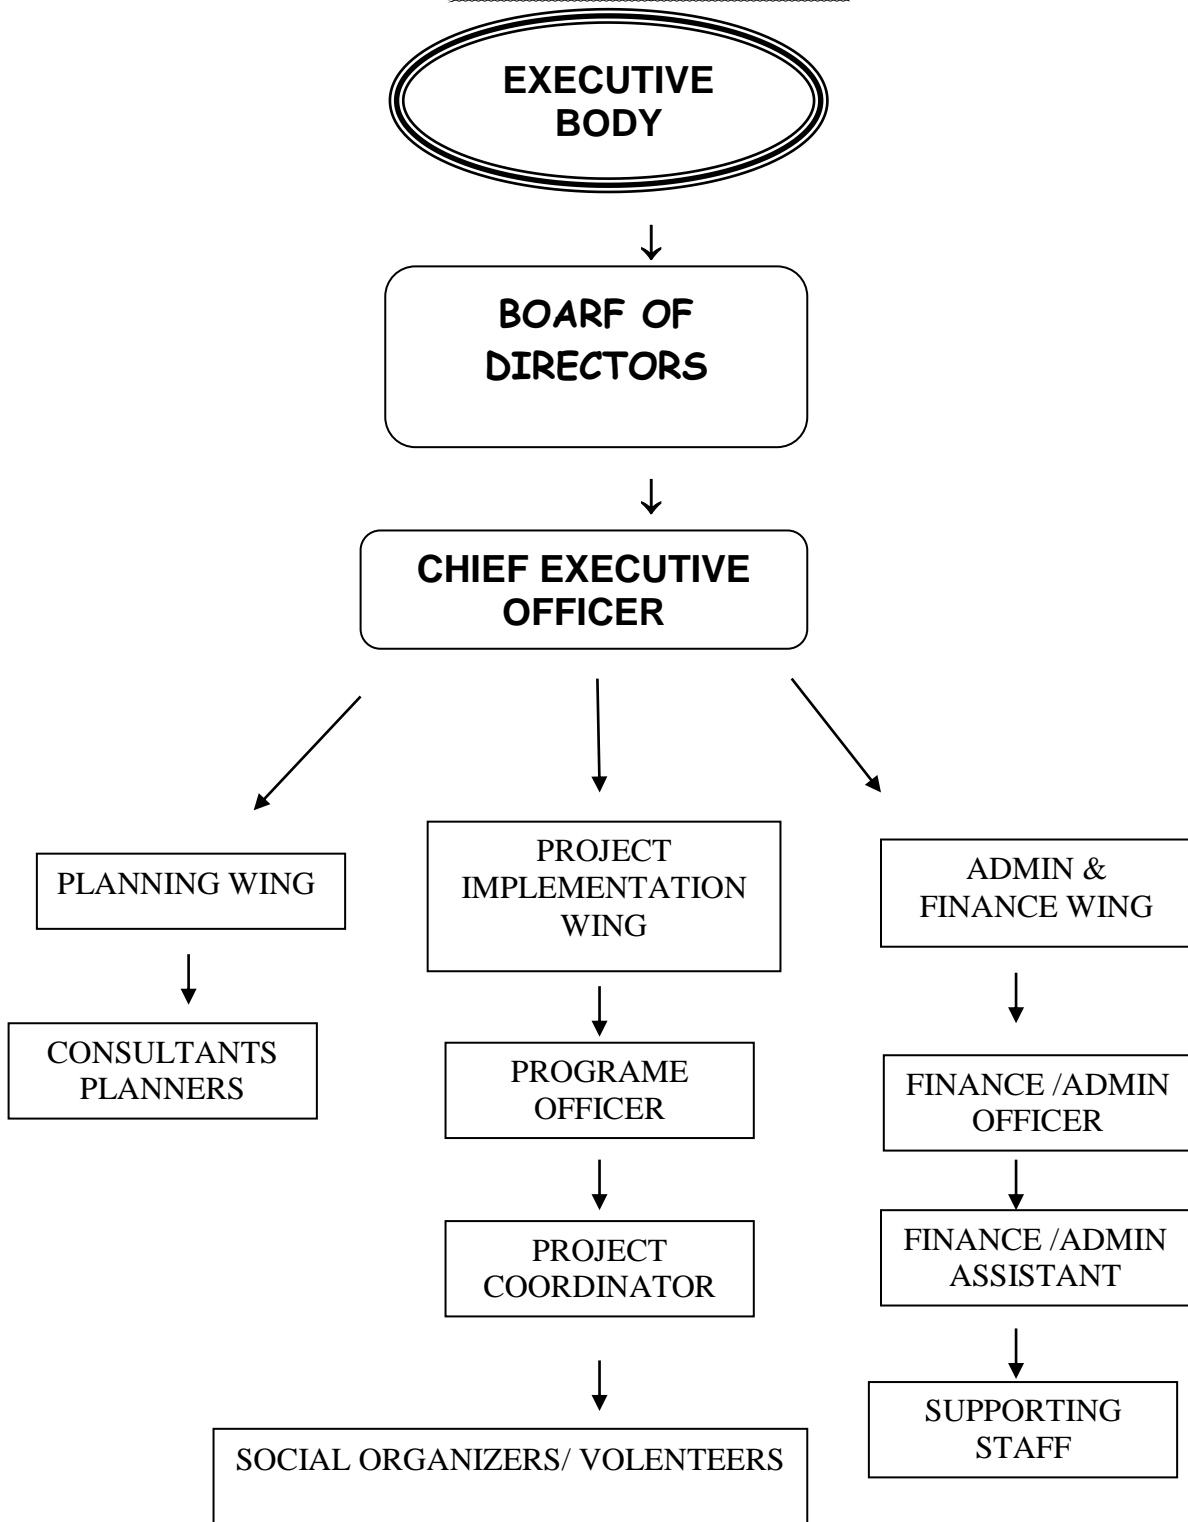 EXECUTIVE
BODY
BOARF OF
DIRECTORS
CHIEF EXECUTIVE
OFFICER
PLANNING WING
PROJECT
IMPLEMENTATION
WING
ADMIN &
FINANCE WING
CONSULTANTS
PLANNERS
PROGRAME
OFFICER
FINANCE /ADMIN
OFFICER
PROJECT
COORDINATOR
FINANCE /ADMIN
ASSISTANT
SOCIAL ORGANIZERS/ VOLENTEERS
SUPPORTING
STAFF